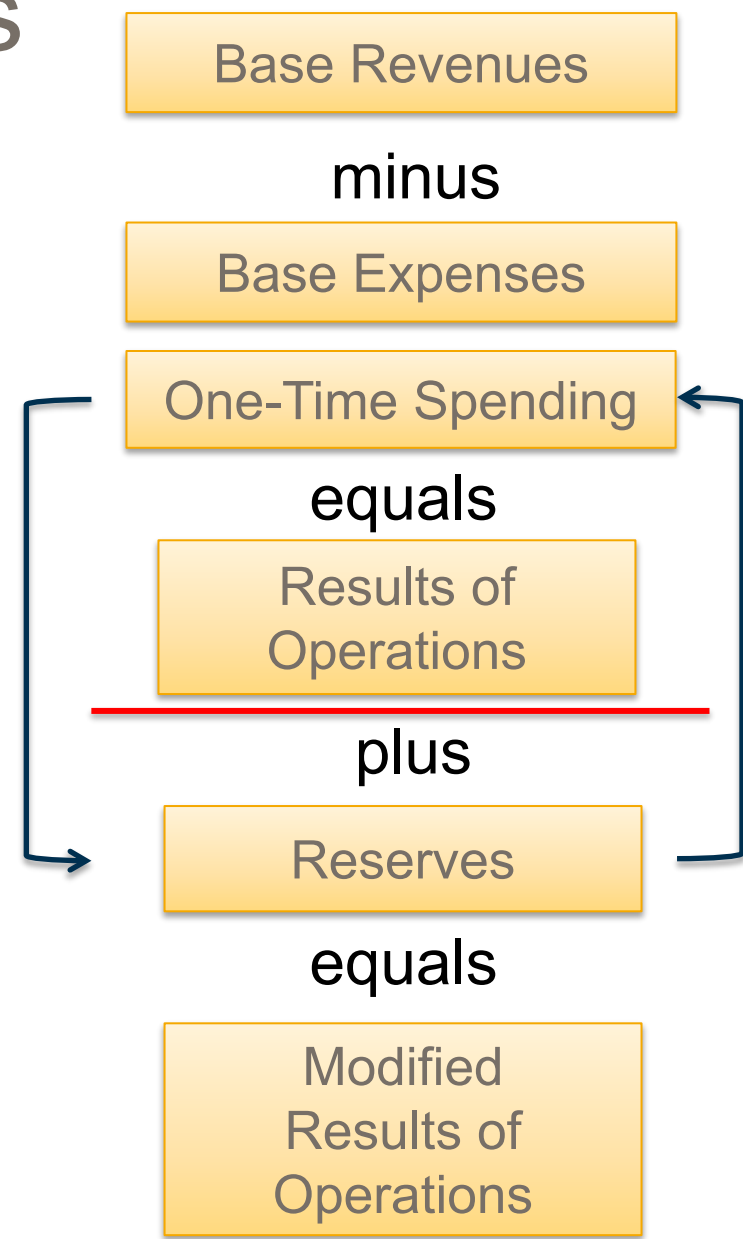 s
Base Revenues
minus
Base Expenses
One-Time Spending
equals
Results of
Operations
plus
Reserves
equals
Modified
Results of
Operations